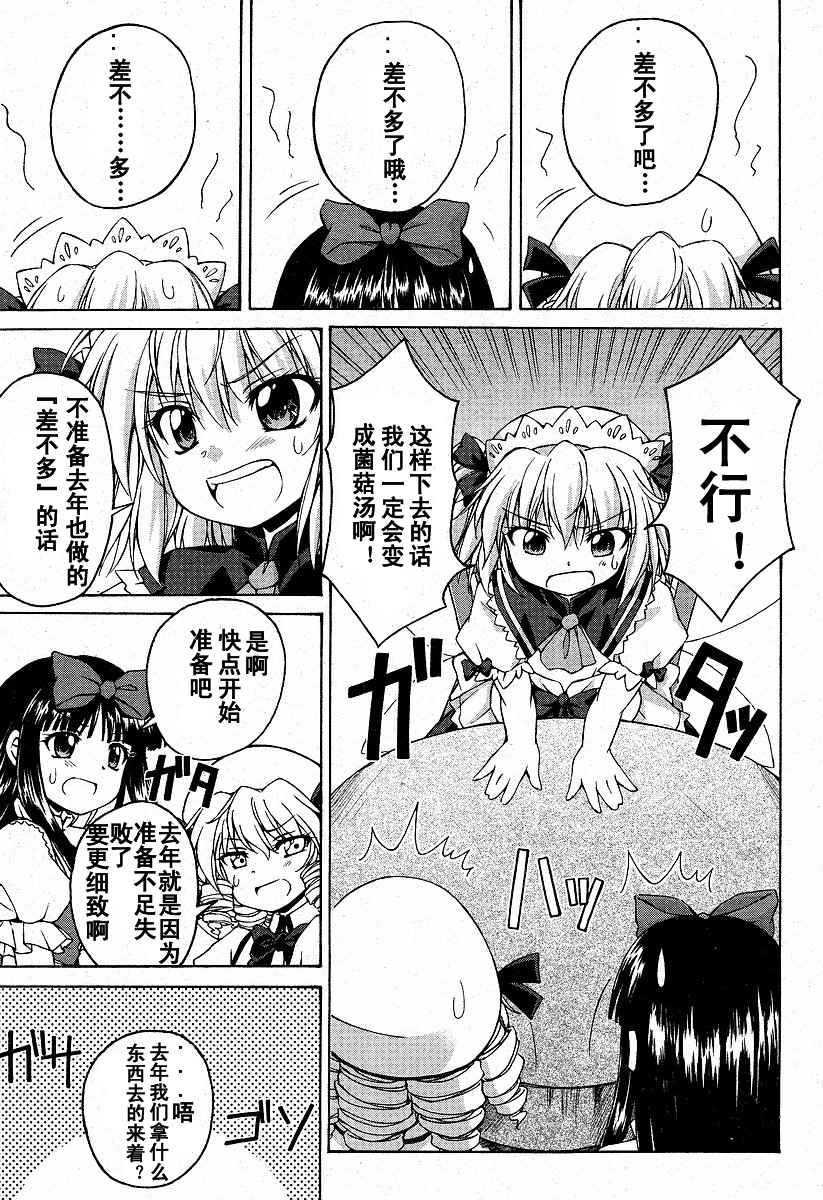 ･･差不多了吧･･･
･･差不多了哦･･･
･･差不･･････多･･･
不行！
这样下去的话
我们一定会变
成菌菇汤啊！
ガタッ
不准备去年也做的
『差不多』的话
是啊
快点开始
准备吧
ガタ
去年就是因为
准备不足失
败了
要更细致啊
･･･唔
去年我们拿什么
东西去的来着？
ガサ
ゴソ